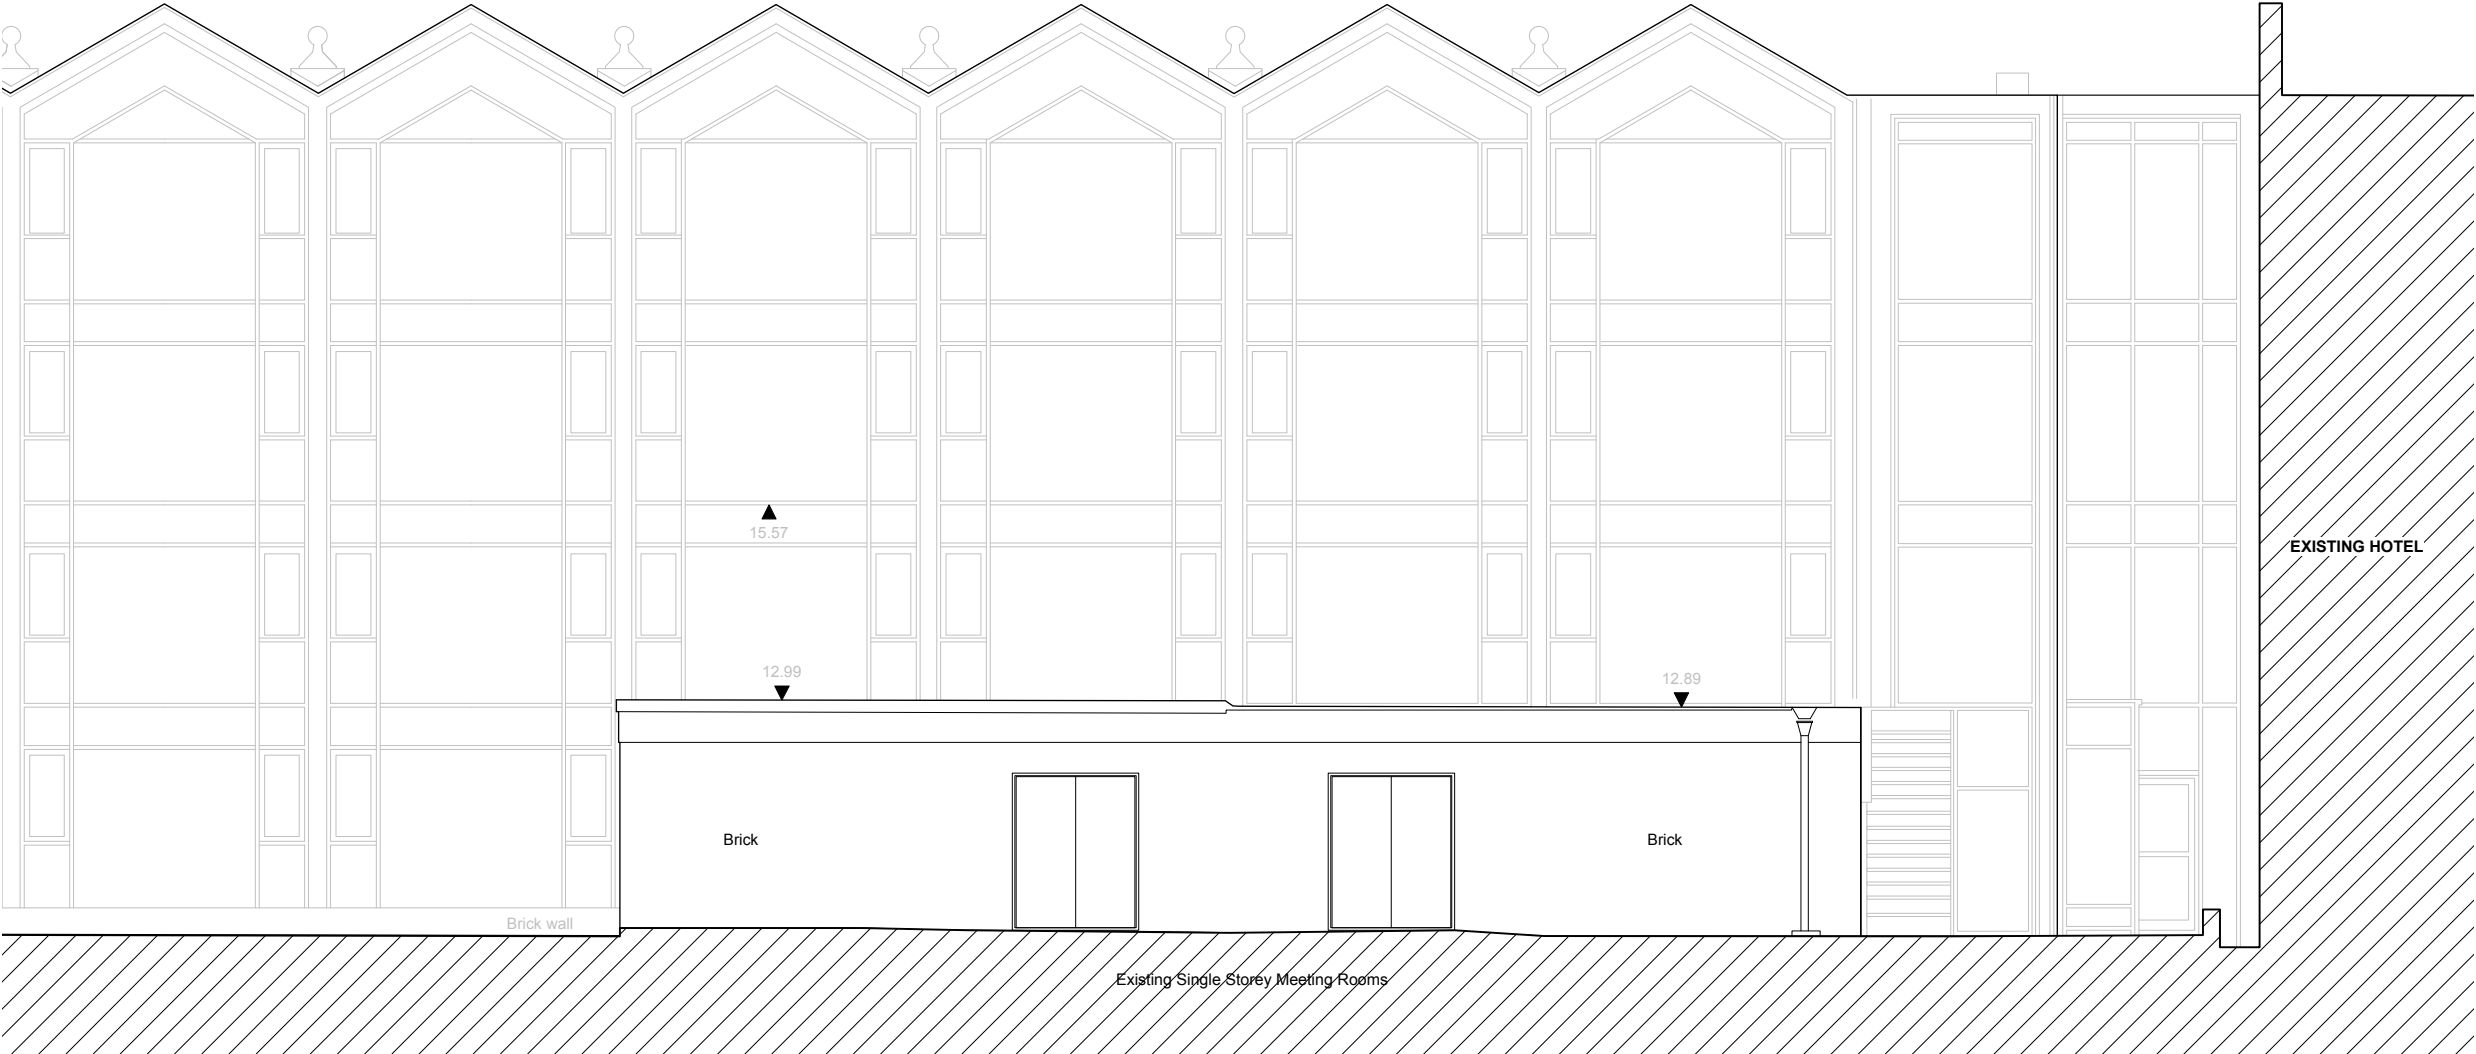 15.57
EXISTING HOTEL
12.99
12.89
Brick
Brick
Brick wall
Existing Single Storey Meeting Rooms